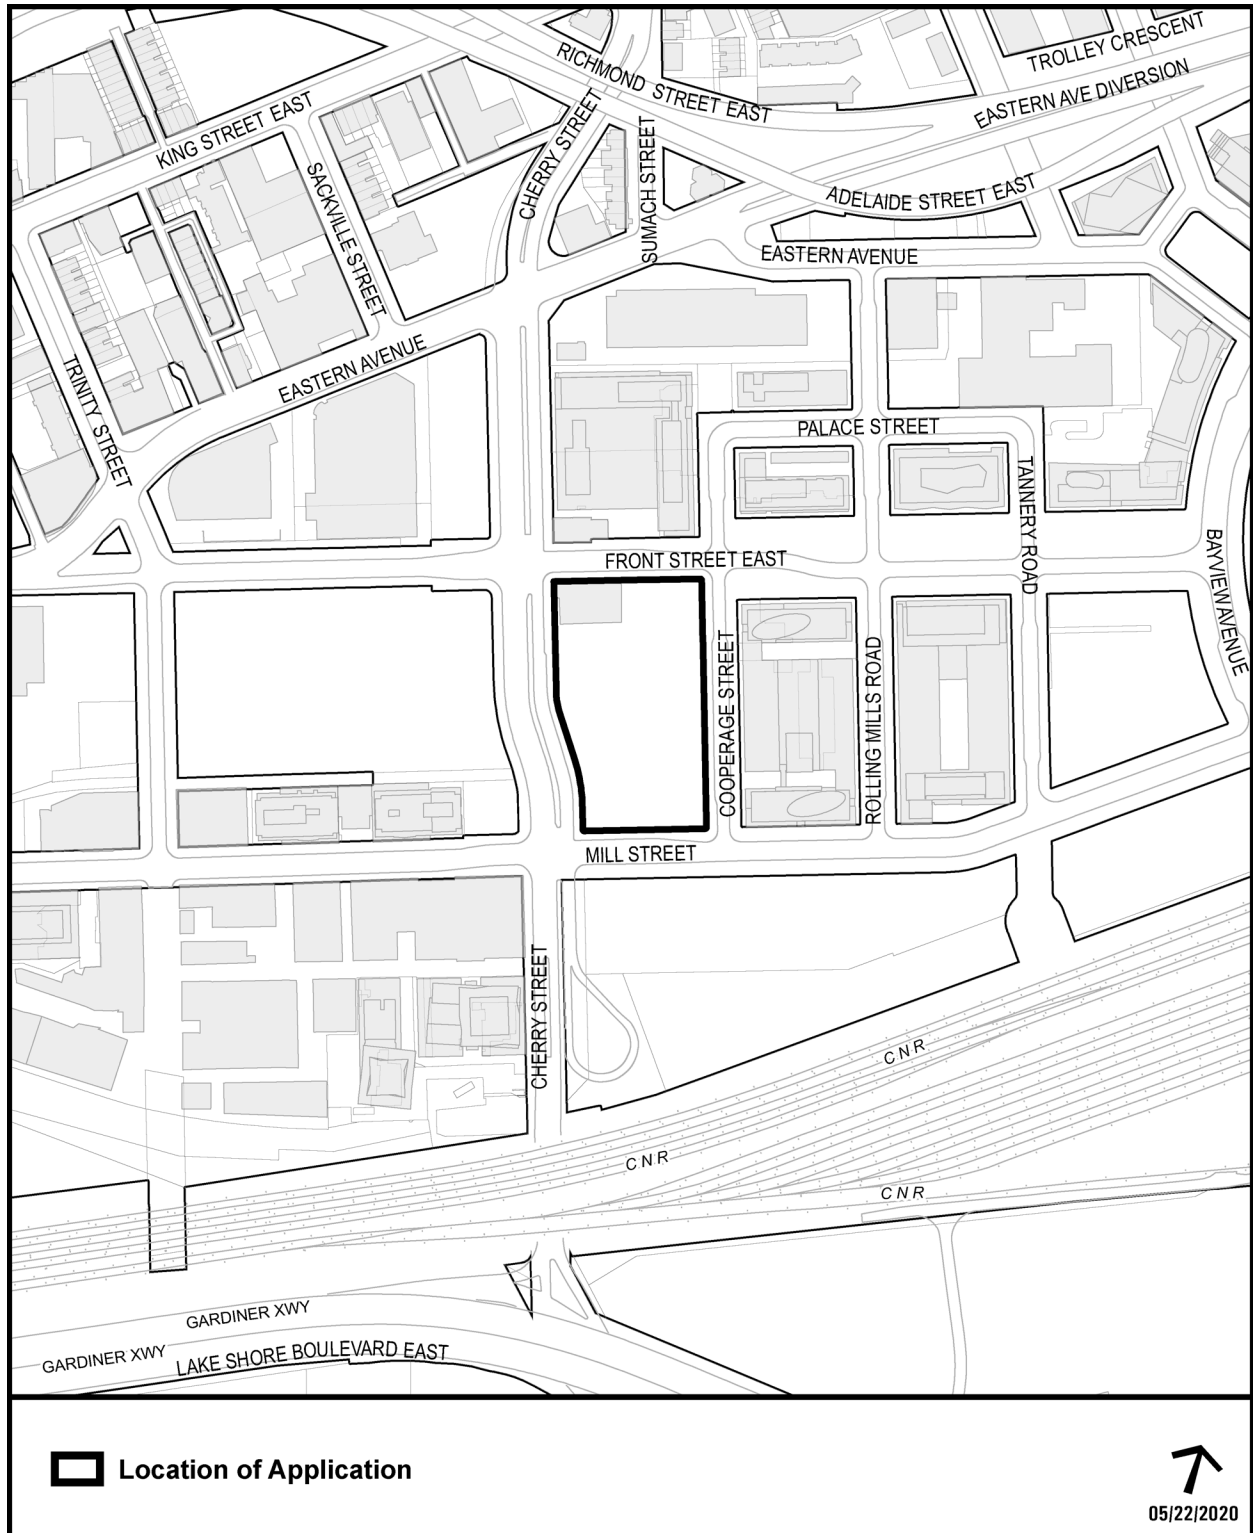 TROLLEY CRESCENT
RICHMOND STREET EAST
EASTERN AVE DIVERSION
KING STREET EAST
CHERRY STREET
SACKVILLE STREET
SUMACH STREET
ADELAIDE STREET EAST
EASTERN AVENUE
EASTERN AVENUE
TRINITY STREET
PALACE STREET
TANNERY ROAD
FRONT STREET EAST
BAYVIEW AVENUE
COOPERAGE STREET
ROLLING MILLS ROAD
MILL STREET
CHERRY STREET
CNR
CNR
CNR
GARDINER XWY
GARDINER XWY
LAKE SHORE BOULEVARD EAST
Location of Application
05/22/2020